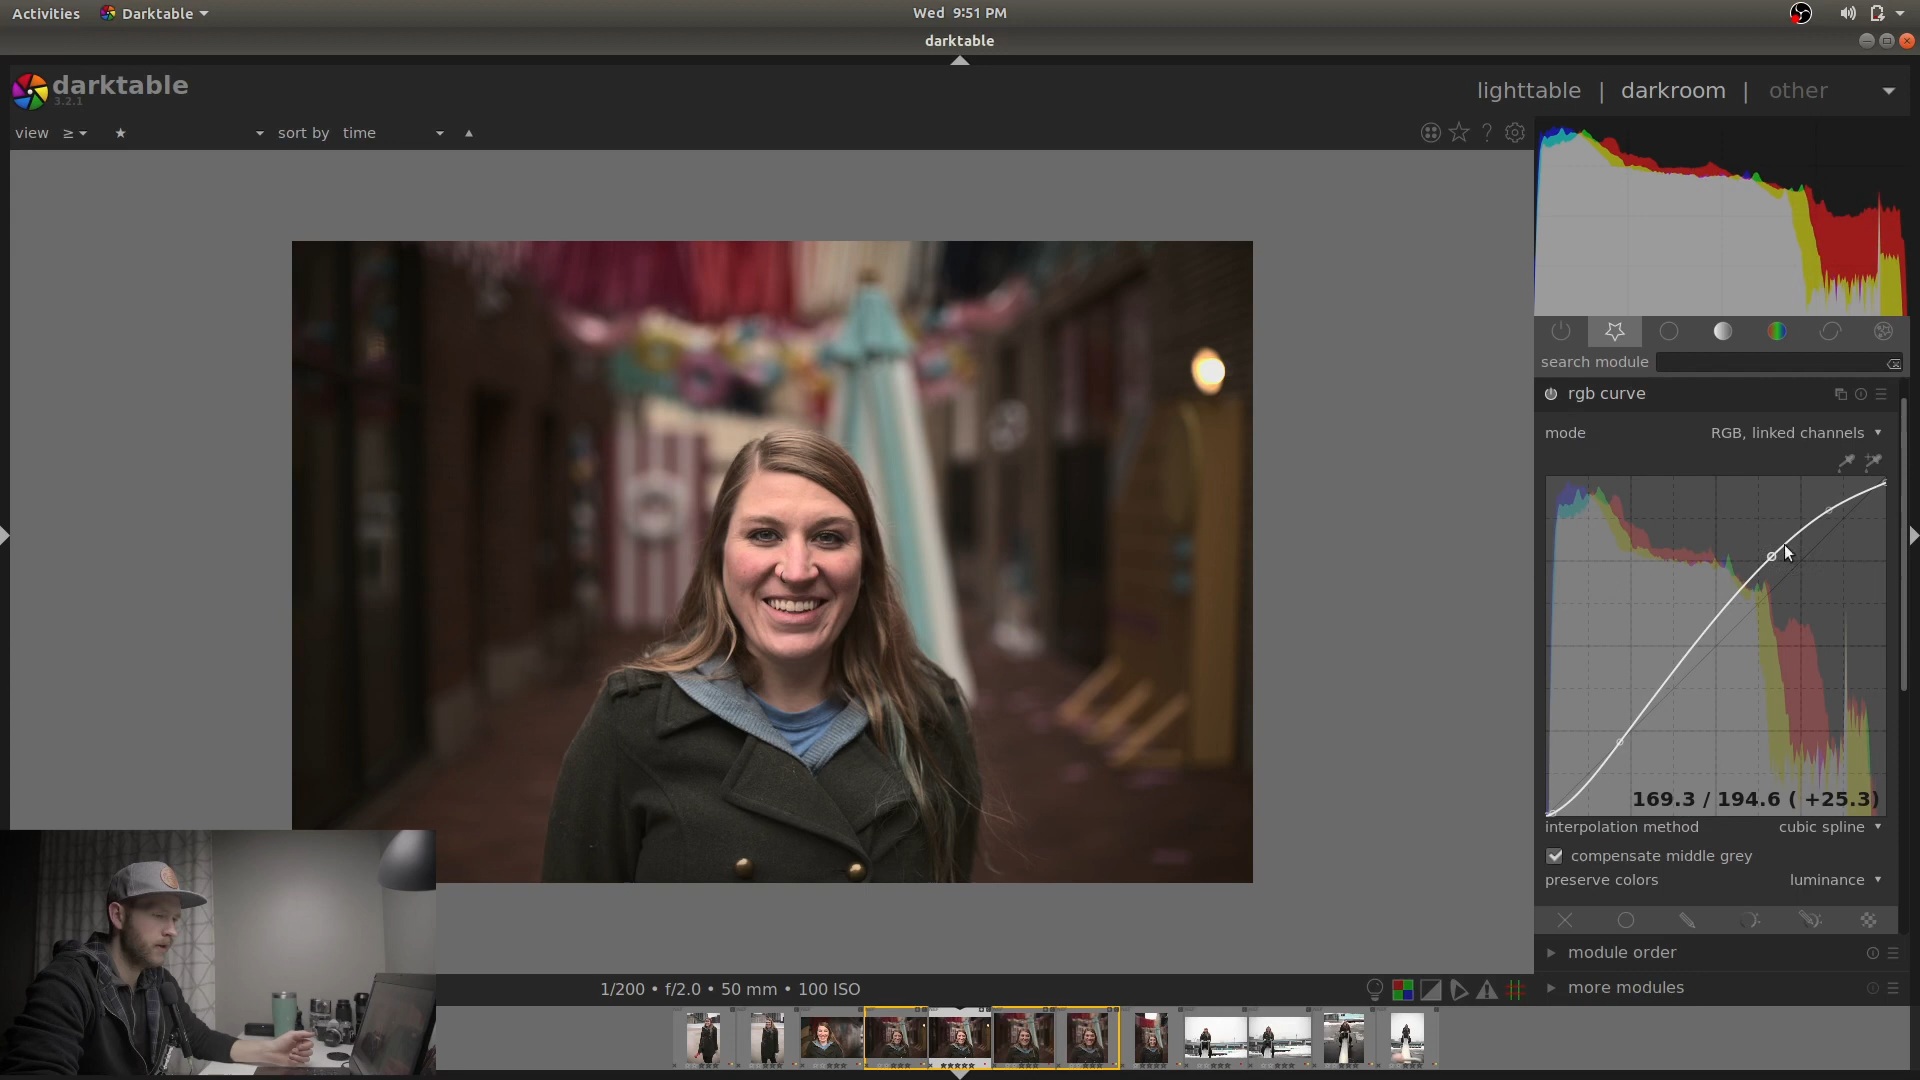 Activities Darktable Wed 9:51 PM
darktable
darktable
3.2.1
lighttable | darkroom | other
view ≥ ★ sort by time
search module
rgb curve
mode RGB, linked channels
169.3 / 194.6 ( +25.3)
interpolation method cubic spline
compensate middle grey
preserve colors luminance
module order
1/200 • f/2.0 • 50 mm • 100 ISO
more modules